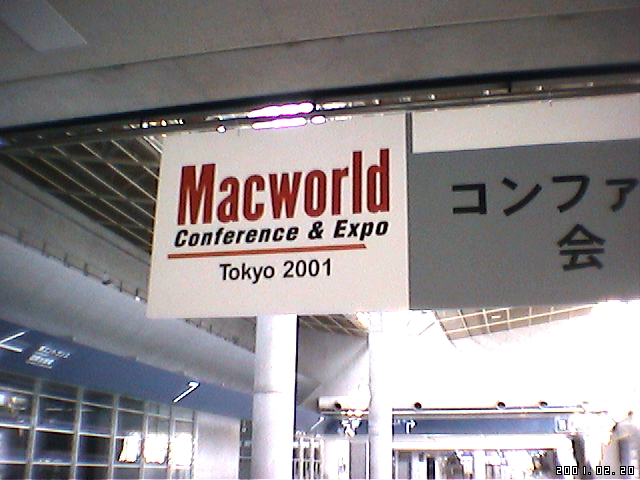 Macworld
Conference & Expo
Tokyo 2001
コンファ
会
2001.02.20